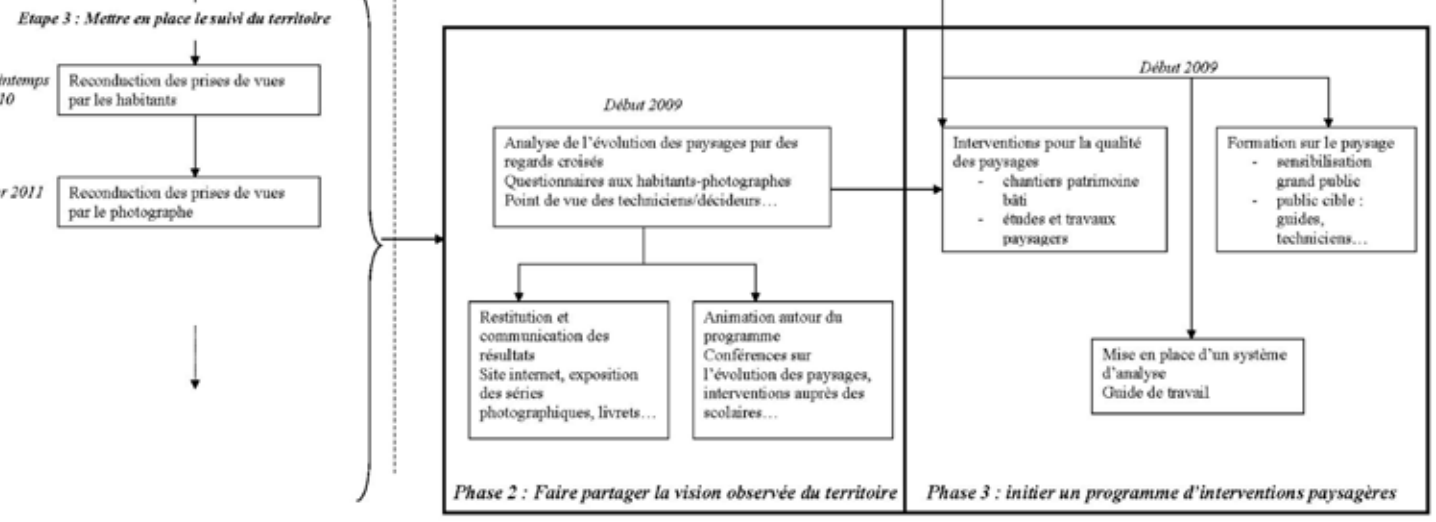 Etape 3 : Mettre en place le suivi du territoire
10
Reconduction des prises de vues
par les habitants
2011
Reconduction des prises de vues
par le photographe
Début 2009
Analyse de l'évolution des paysages par des
regards croisés
Questionnaires aux habitants-photographes
Point de vue des techniciens/décideurs…
Restitution et
communication des
résultats
Site internet, exposition
des séries
photographiques, livrets…
Animation autour du
programme
Conférences sur
l'évolution des paysages,
interventions auprès des
scolaires…
Phase 2 : Faire partager la vision observée du territoire
Début 2009
Interventions pour la qualité
des paysages
- chantiers patrimoine
bâti
- études et travaux
paysagers
Formation sur le paysage
- sensibilisation
grand public
- public cible :
guides,
techniciens…
Mise en place d'un système
d'analyse
Guide de travail
Phase 3 : initier un programme d'interventions paysagères